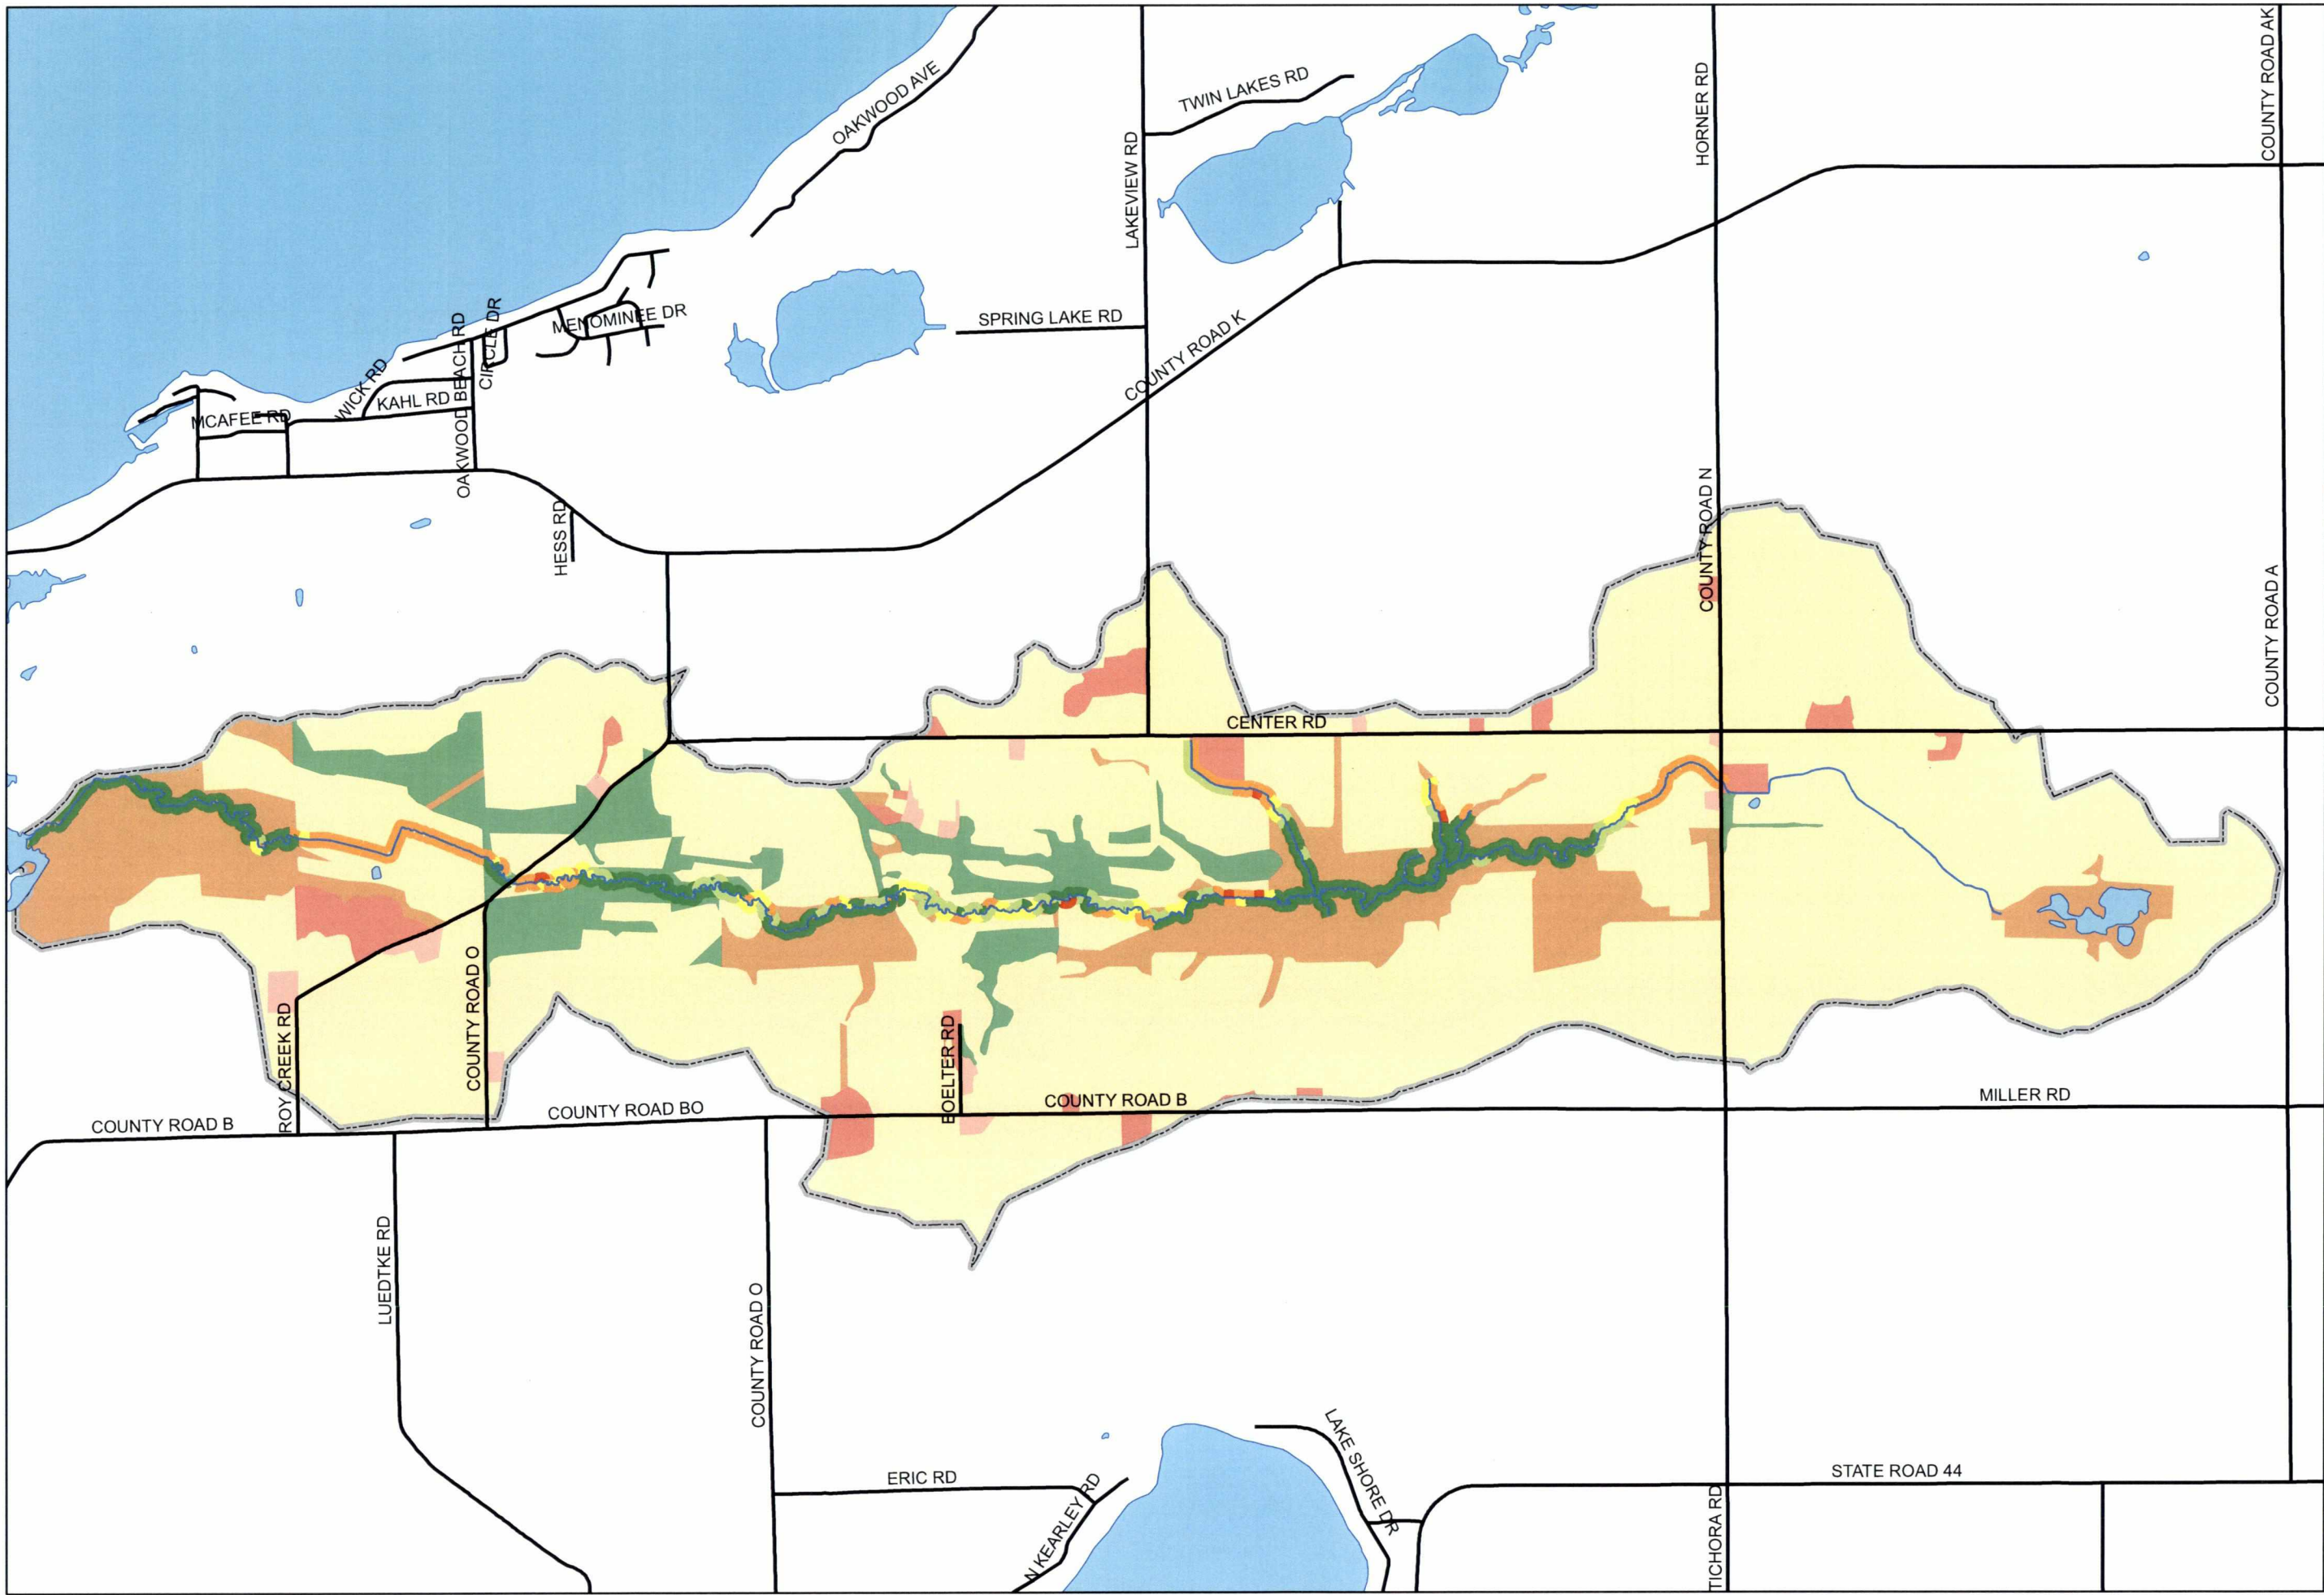 COUNTY ROAD AK
OAKWOOD AVE
TWIN LAKES RD
HORNER RD
LAKEVIEW RD
SPRING LAKE RD
MENOMINEE DR
CIRCLE DR
OAKWOOD BEACH RD
COUNTY ROAD K
WICK RD
KAHL RD
MCAFEE RD
HESS RD
COUNTY ROAD N
COUNTY ROAD A
CENTER RD
COUNTY ROAD O
ROY CREEK RD
BOELTER RD
COUNTY ROAD B
COUNTY ROAD BO
COUNTY ROAD B
MILLER RD
LUEDTKE RD
COUNTY ROAD O
ERIC RD
N KEARLEY RD
LAKE SHORE DR
STATE ROAD 44
TICHORA RD